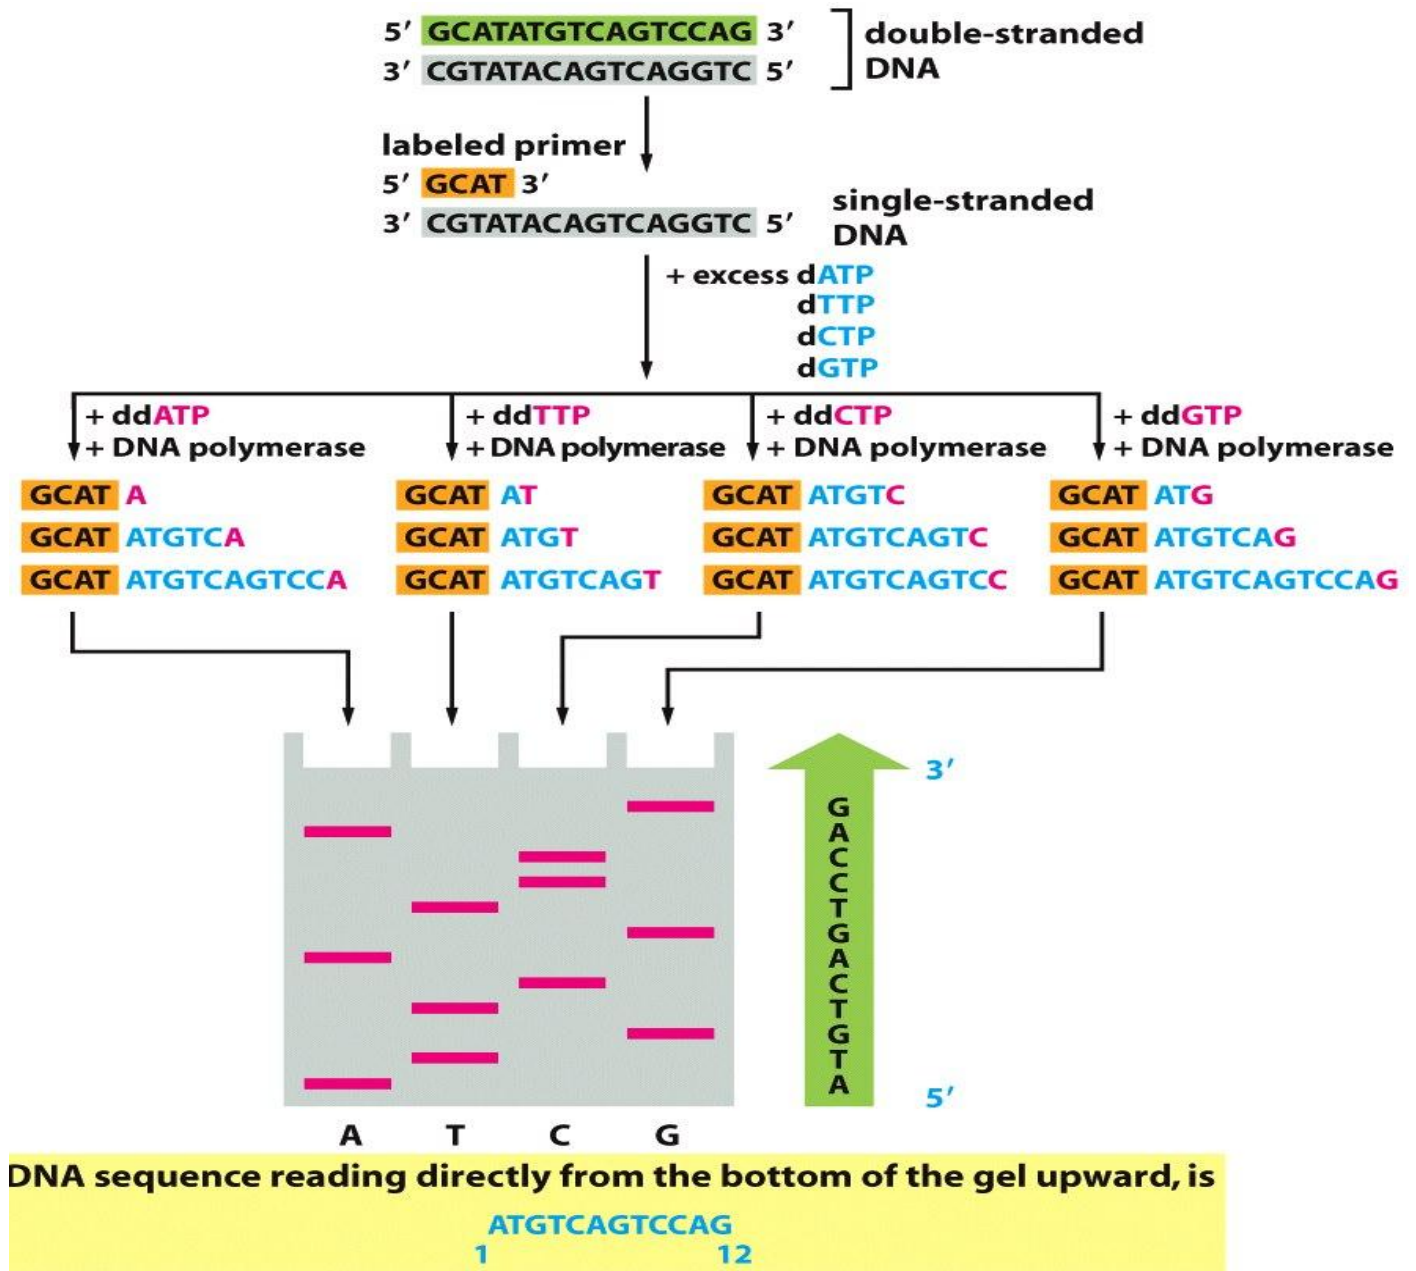 5′ GCATATGTCAGTCCAG 3′
3′ CGTATACAGTCAGGTC 5′
double-stranded
DNA
labeled primer
5′ GCAT 3′
3′ CGTATACAGTCAGGTC 5′
single-stranded
DNA
+ excess dATP
dTTP
dCTP
dGTP
+ ddATP
+ DNA polymerase
+ ddTTP
+ DNA polymerase
+ ddCTP
+ DNA polymerase
+ ddGTP
+ DNA polymerase
GCAT A
GCAT ATGTCA
GCAT ATGTCAGTCCA
GCAT AT
GCAT ATGT
GCAT ATGTCAGT
GCAT ATGTC
GCAT ATGTCAGTC
GCAT ATGTCAGTCC
GCAT ATG
GCAT ATGTCAG
GCAT ATGTCAGTCCAG
3′
G
A
C
C
T
G
A
C
T
G
T
A
5′
A T C G
DNA sequence reading directly from the bottom of the gel upward, is
ATGTCAGTCCAG
1 12